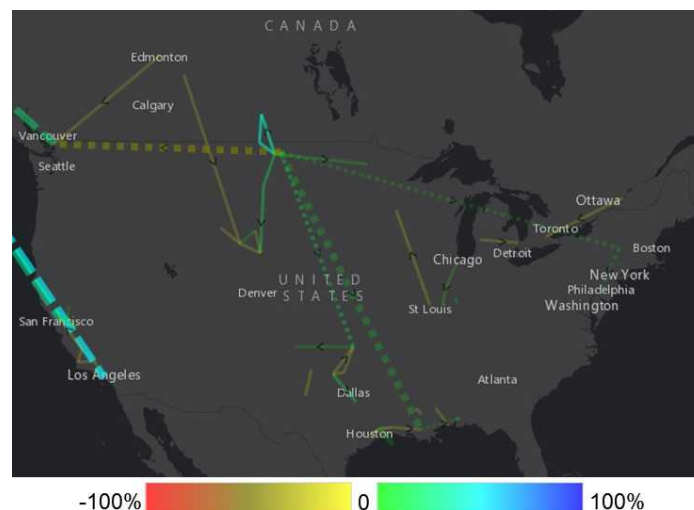 CANADA
Edmonton
Calgary
Vancouver
Seattle
Ottawa
Toronto
Boston
Detroit
Chicago
New York
Philadelphia
Washington
UNITED
STATES
Denver
St Louis
San Francisco
Los Angeles
Dallas
Atlanta
Houston
-100%
0
100%